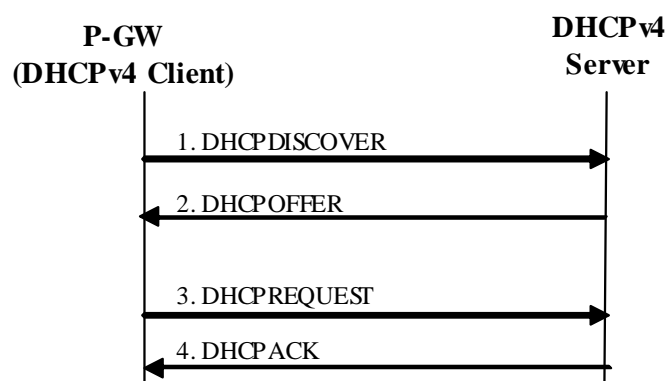 P-GW
(DHCPv4 Client)
DHCPv4
Server
1. DHCPDISCOVER
2. DHCPOFFER
3. DHCPREQUEST
4. DHCPACK